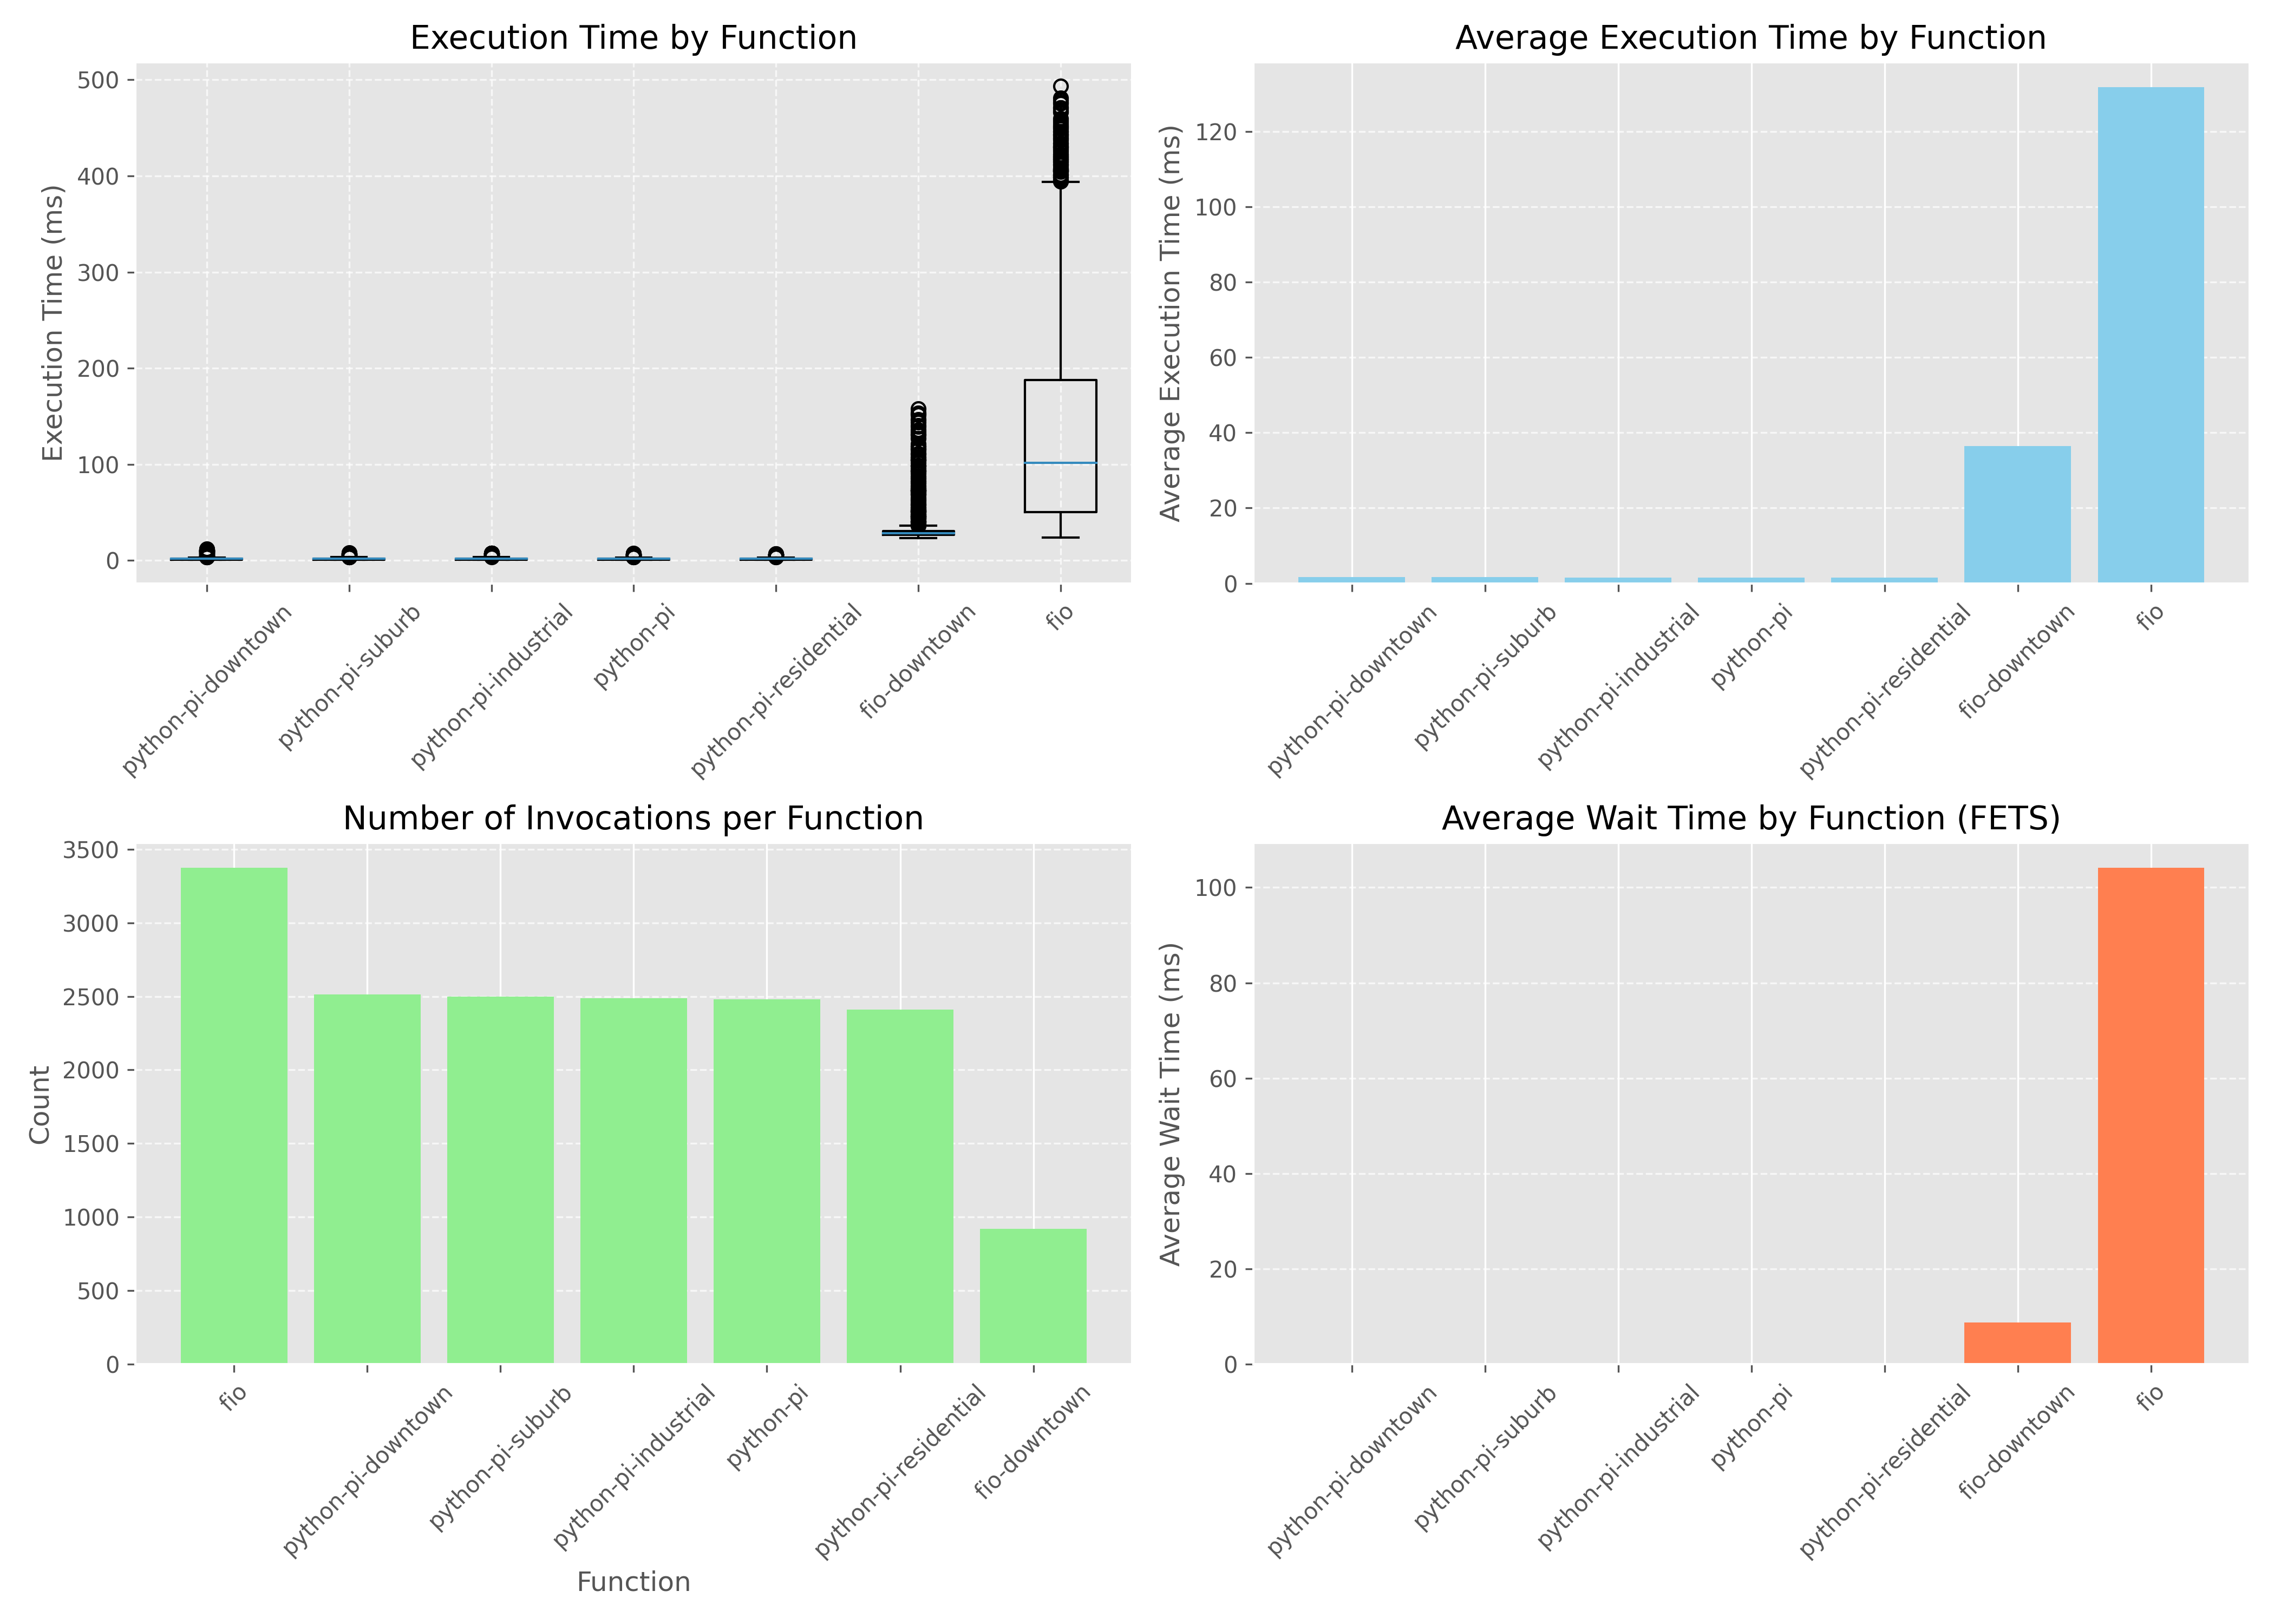 Execution Time by Function
Execution Time (ms)
500
400
300
200
100
0
python-pi-downtown
python-pi-suburb
python-pi-industrial
python-pi
python-pi-residential
fio-downtown
fio
Average Execution Time by Function
Average Execution Time (ms)
120
100
80
60
40
20
0
python-pi-downtown
python-pi-suburb
python-pi-industrial
python-pi
python-pi-residential
fio-downtown
fio
Number of Invocations per Function
Count
3500
3000
2500
2000
1500
1000
500
0
fio
python-pi-downtown
python-pi-suburb
python-pi-industrial
python-pi
python-pi-residential
fio-downtown
Function
Average Wait Time by Function (FETS)
Average Wait Time (ms)
100
80
60
40
20
0
python-pi-downtown
python-pi-suburb
python-pi-industrial
python-pi
python-pi-residential
fio-downtown
fio